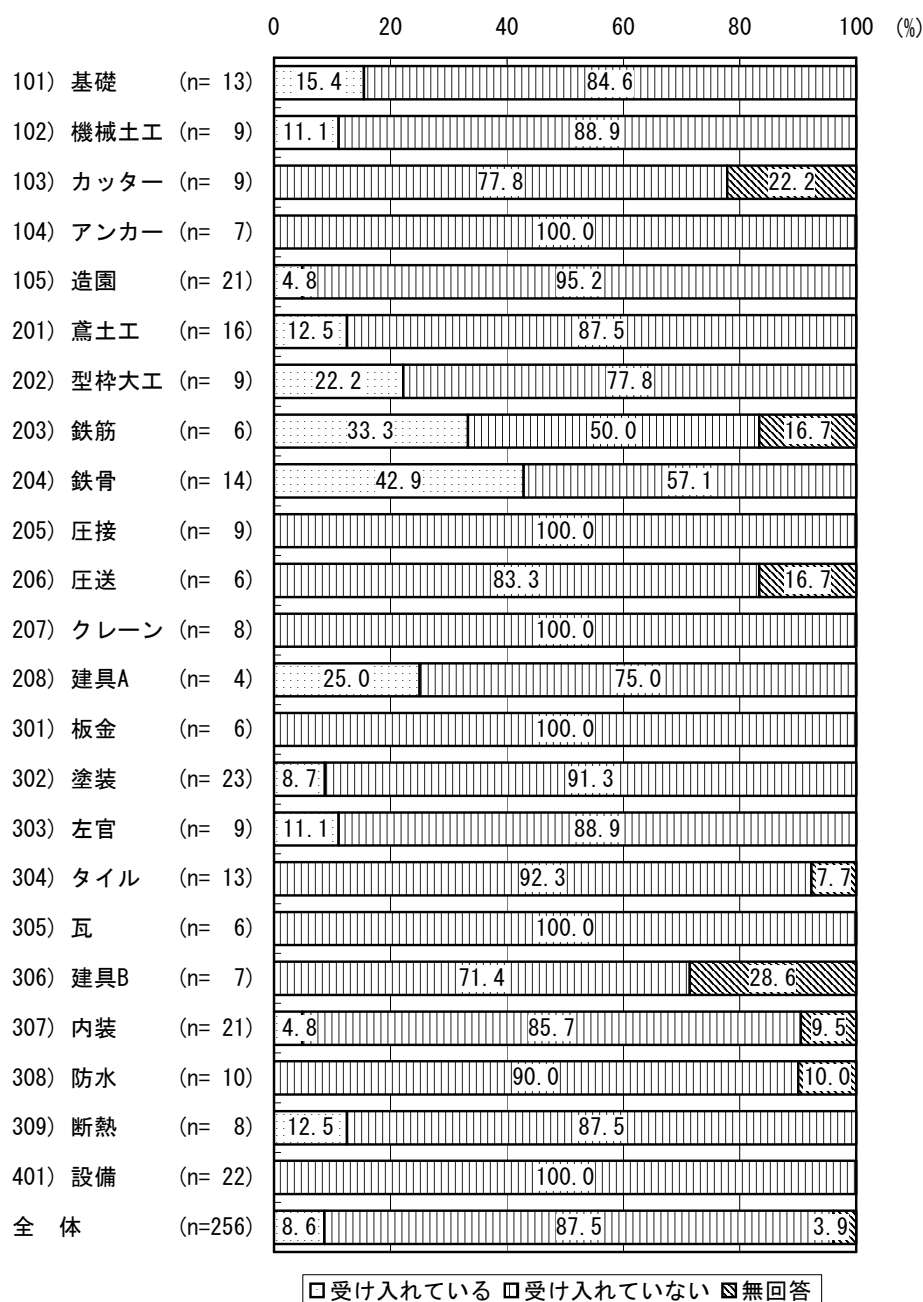 0 20 40 60 80 100 (%)
101) 基礎 (n= 13) 15.4 84.6
102) 機械土工 (n= 9) 11.1 88.9
103) カッター (n= 9) 77.8 22.2
104) アンカー (n= 7) 100.0
105) 造園 (n= 21) 4.8 95.2
201) 鳶土工 (n= 16) 12.5 87.5
202) 型枠大工 (n= 9) 22.2 77.8
203) 鉄筋 (n= 6) 33.3 50.0 16.7
204) 鉄骨 (n= 14) 42.9 57.1
205) 圧接 (n= 9) 100.0
206) 圧送 (n= 6) 83.3 16.7
207) クレーン (n= 8) 100.0
208) 建具A (n= 4) 25.0 75.0
301) 板金 (n= 6) 100.0
302) 塗装 (n= 23) 8.7 91.3
303) 左官 (n= 9) 11.1 88.9
304) タイル (n= 13) 92.3 7.7
305) 瓦 (n= 6) 100.0
306) 建具B (n= 7) 71.4 28.6
307) 内装 (n= 21) 4.8 85.7 9.5
308) 防水 (n= 10) 90.0 10.0
309) 断熱 (n= 8) 12.5 87.5
401) 設備 (n= 22) 100.0
全 体 (n=256) 8.6 87.5 3.9
受け入れている 受け入れていない 無回答